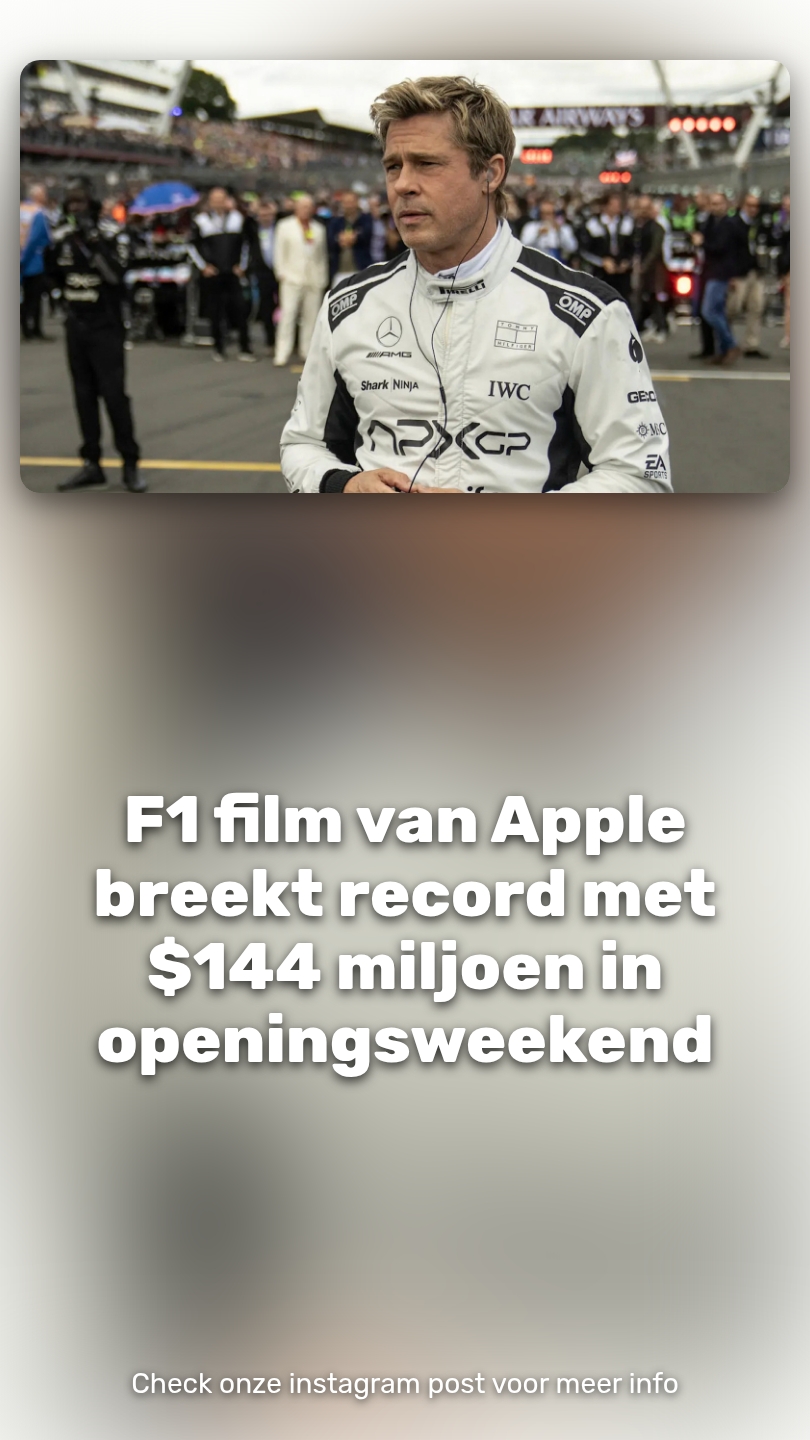 AR AIRWAYS
PIRELLI
OMP
OMP
AMG
TOMMY
HILFIGER
Shark NINJA
IWC
GEICO
MSC
APXGP
EA
SPORTS
F1 film van Apple
breekt record met
$144 miljoen in
openingsweekend
Check onze instagram post voor meer info